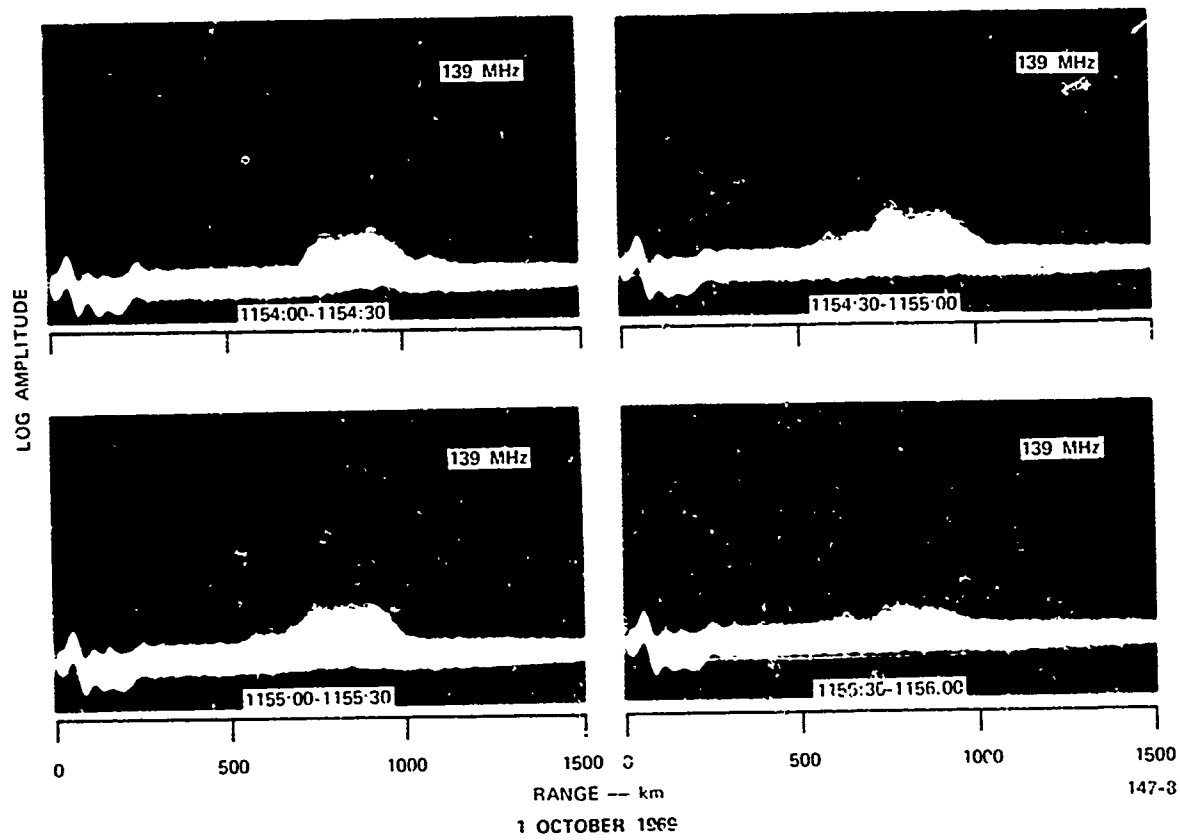 139 MHz
139 MHz
1154:00-1154:30
1154:30-1155:00
LOG AMPLITUDE
139 MHz
139 MHz
1155:00-1155:30
1155:30-1156:00
0 500 1000 1500 0 500 1000 1500
RANGE — km
147-3
1 OCTOBER 1969